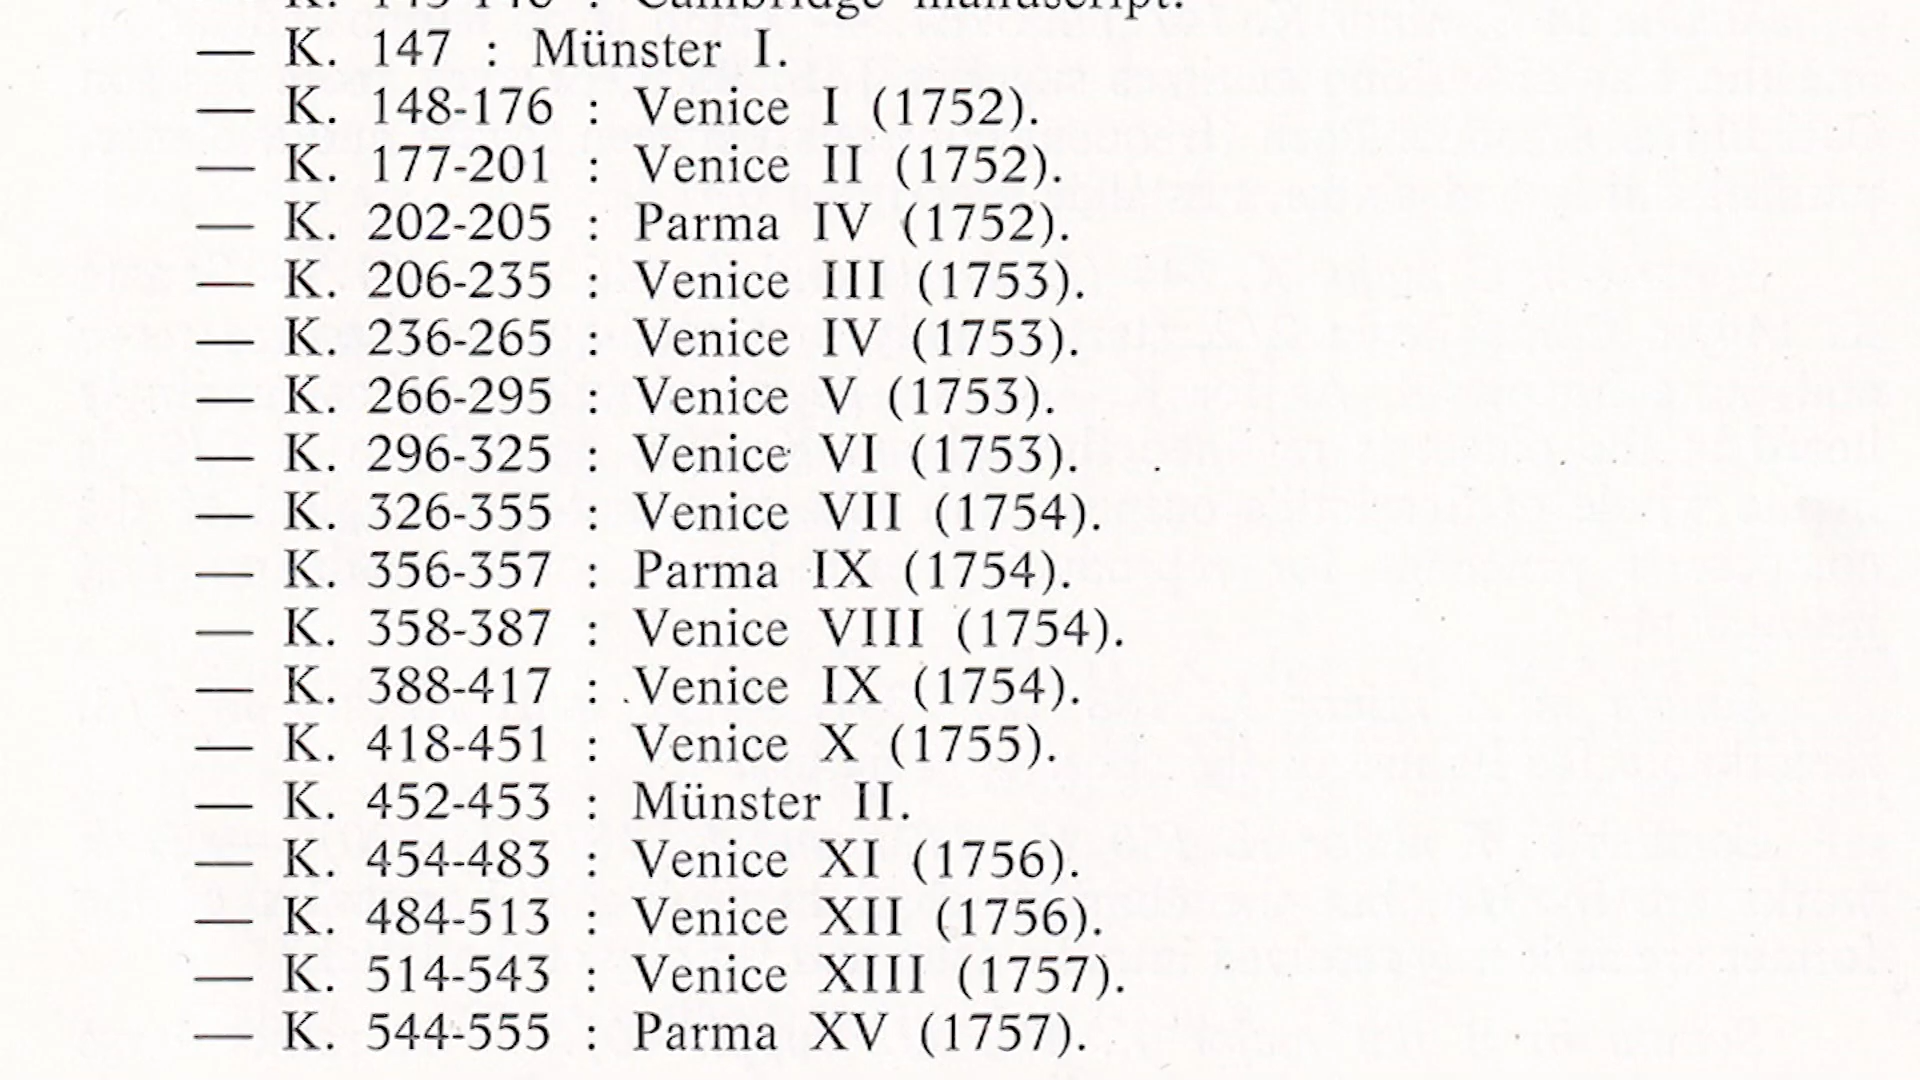 Cambridge manuscript.
— K. 147 : Münster I.
— K. 148-176 : Venice I (1752).
— K. 177-201 : Venice II (1752).
— K. 202-205 : Parma IV (1752).
— K. 206-235 : Venice III (1753).
— K. 236-265 : Venice IV (1753).
— K. 266-295 : Venice V (1753).
— K. 296-325 : Venice VI (1753).
— K. 326-355 : Venice VII (1754).
— K. 356-357 : Parma IX (1754).
— K. 358-387 : Venice VIII (1754).
— K. 388-417 : Venice IX (1754).
— K. 418-451 : Venice X (1755).
— K. 452-453 : Münster II.
— K. 454-483 : Venice XI (1756).
— K. 484-513 : Venice XII (1756).
— K. 514-543 : Venice XIII (1757).
— K. 544-555 : Parma XV (1757).